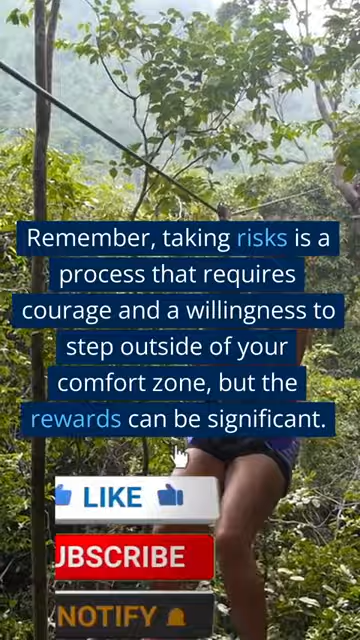 Remember, taking risks is a
process that requires
courage and a willingness to
step outside of your
comfort zone, but the
rewards can be significant.
LIKE
UBSCRIBE
NOTIFY